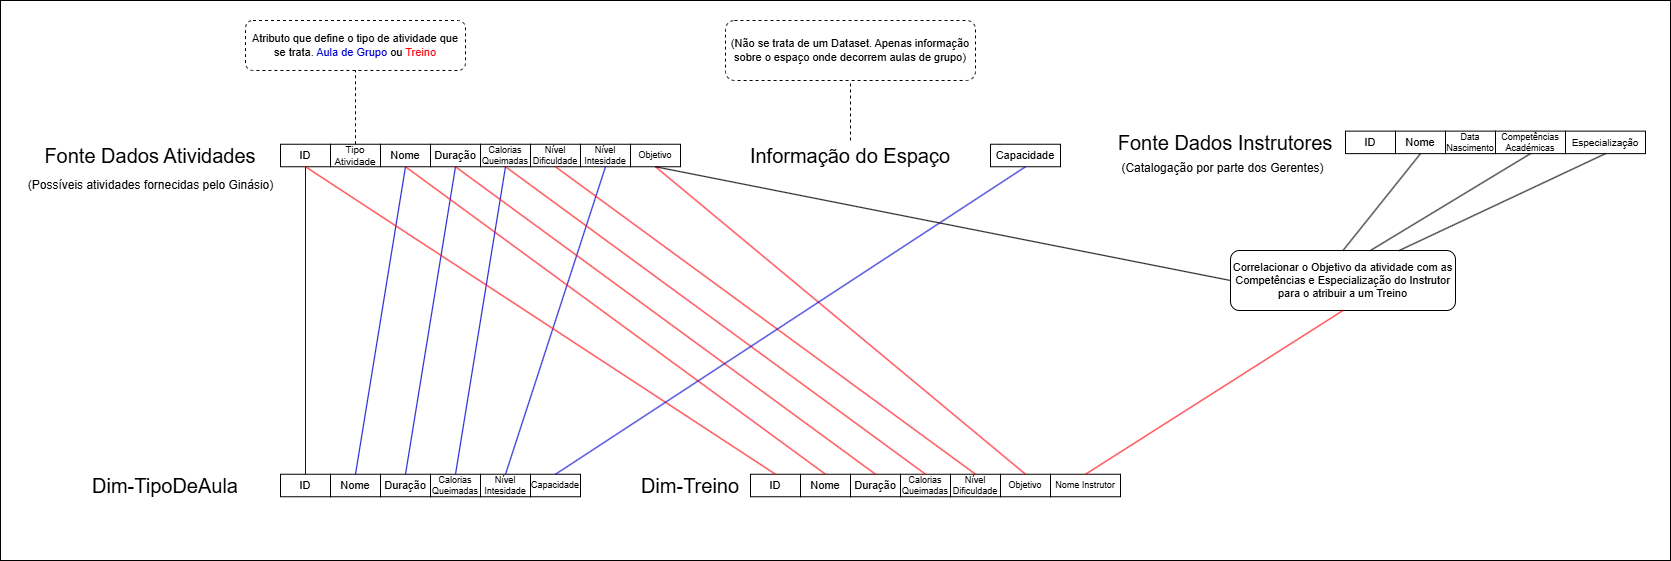 Atributo que define o tipo de atividade que
se trata. Aula de Grupo ou Treino
(Não se trata de um Dataset. Apenas informação
sobre o espaço onde decorrem aulas de grupo)
Fonte Dados Atividades
(Possíveis atividades fornecidas pelo Ginásio)
ID
Tipo
Atividade
Nome
Duração
Calorias
Queimadas
Nível
Dificuldade
Nível
Intesidade
Objetivo
Informação do Espaço
Capacidade
Fonte Dados Instrutores
(Catalogação por parte dos Gerentes)
ID
Nome
Data
Nascimento
Competências
Académicas
Especialização
Correlacionar o Objetivo da atividade com as
Competências e Especialização do Instrutor
para o atribuir a um Treino
Dim-TipoDeAula
ID
Nome
Duração
Calorias
Queimadas
Nível
Intesidade
Capacidade
Dim-Treino
ID
Nome
Duração
Calorias
Queimadas
Nível
Dificuldade
Objetivo
Nome Instrutor